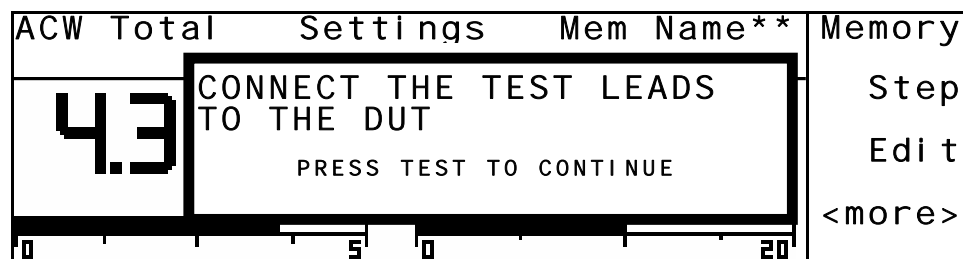 ACW Total Settings Mem Name** Memory
CONNECT THE TEST LEADS
TO THE DUT
PRESS TEST TO CONTINUE
4.3
Step
Edit
<more>
0 5 0 20